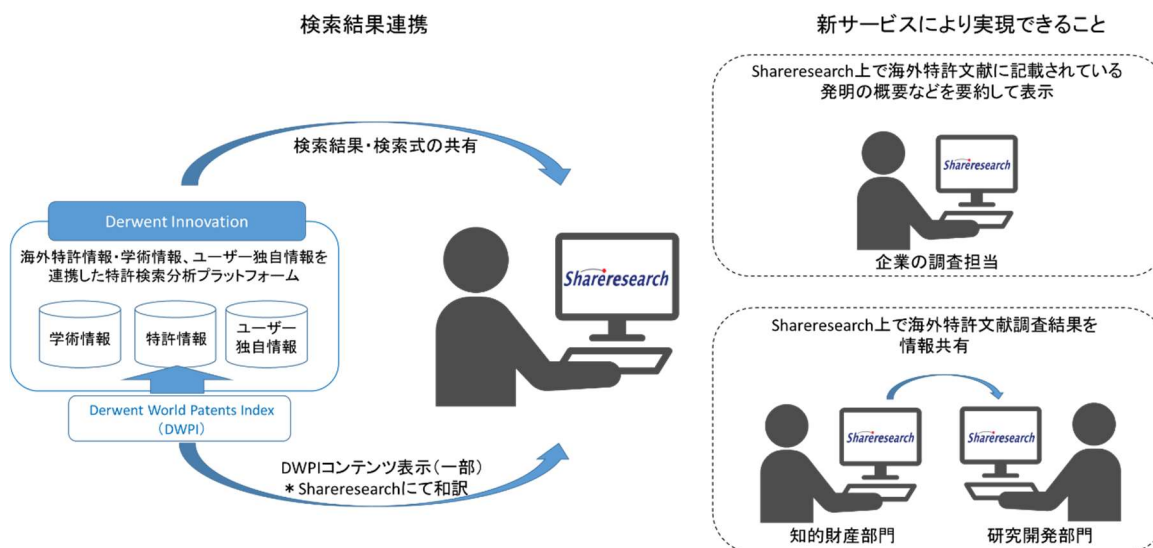 検索結果連携
検索結果・検索式の共有
Derwent Innovation
海外特許情報・学術情報、ユーザー独自情報を
連携した特許検索分析プラットフォーム
学術情報
特許情報
ユーザー
独自情報
Derwent World Patents Index
（DWPI）
DWPIコンテンツ表示（一部）
＊Shareresearchにて和訳
Shareresearch
新サービスにより実現できること
Shareresearch上で海外特許文献に記載されている
発明の概要などを要約して表示
Shareresearch
企業の調査担当
Shareresearch上で海外特許文献調査結果を
情報共有
Shareresearch
Shareresearch
知的財産部門
研究開発部門